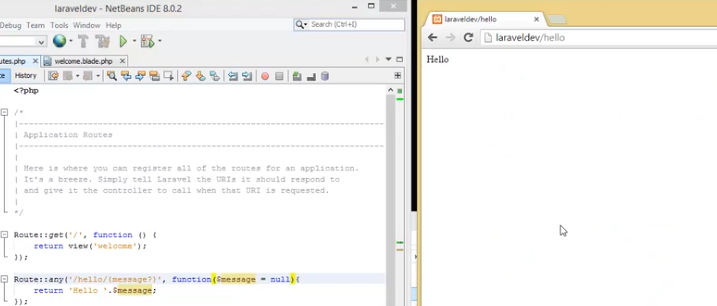 laraveldev - NetBeans IDE 8.0.2
Debug Team Tools Window Help
Search (Ctrl+I)
utes.php welcome.blade.php
ce History
<?php
/*
|--------------------------------------------------------------------------
| Application Routes
|--------------------------------------------------------------------------
|
| Here is where you can register all of the routes for an application.
| It's a breeze. Simply tell Laravel the URIs it should respond to
| and give it the controller to call when that URI is requested.
|
*/
Route::get('/', function () {
return view('welcome');
});
Route::any('/hello/{message?}', function($message = null){
return 'Hello '.$message;
});
laraveldev/hello
laraveldev/hello
Hello